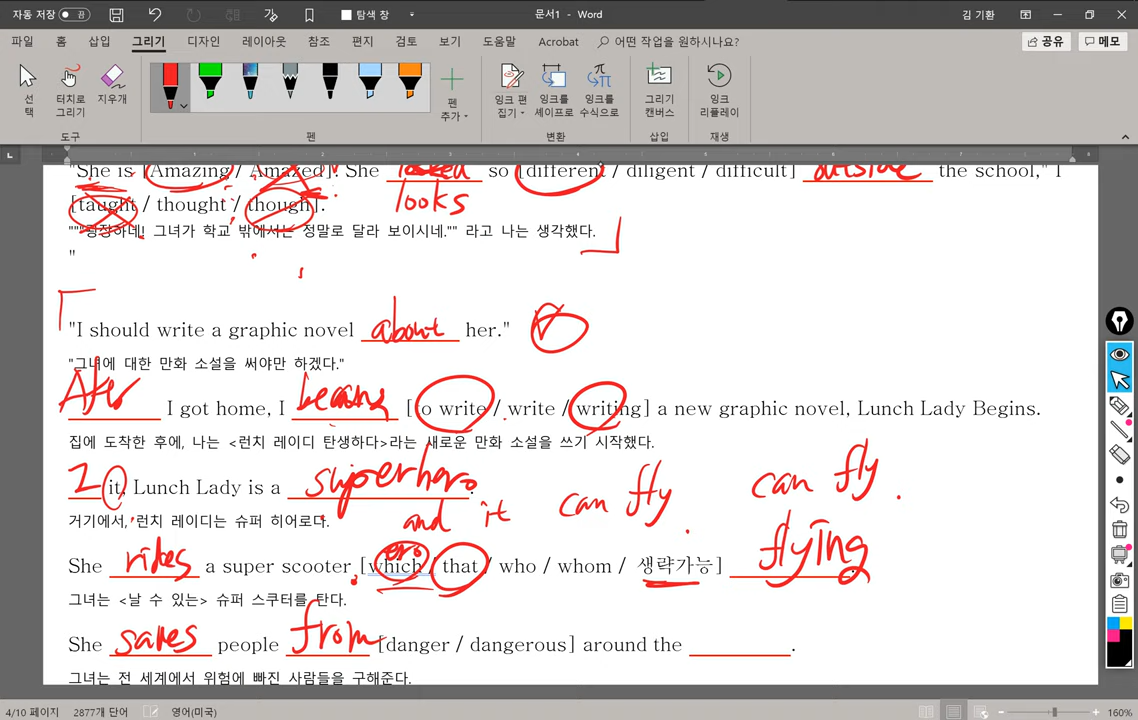 자동 저장 끔 탐색 창 문서1 - Word 김 기환
파일 홈 삽입 그리기 디자인 레이아웃 참조 편지 검토 보기 도움말 Acrobat 어떤 작업을 원하시나요? 공유 메모
선택 터치로 그리기 지우개 펜 추가 잉크 편집기 잉크를 셰이프로 잉크를 수식으로 그리기 캔버스 잉크 리플레이
도구 펜 변환 삽입 재생
"She is [Amazing / Amazed]! She looked so [different / diligent / difficult] outside the school," I
[taught / thought / though]. looks
"""굉장하네! 그녀가 학교 밖에서는 정말로 달라 보이시네."" 라고 나는 생각했다.
"
"I should write a graphic novel about her."
"그녀에 대한 만화 소설을 써야만 하겠다."
After I got home, I began [to write / write / writing] a new graphic novel, Lunch Lady Begins.
집에 도착한 후에, 나는 <런치 레이디 탄생하다>라는 새로운 만화 소설을 쓰기 시작했다.
it, Lunch Lady is a superhero. can fly.
거기에서, 런치 레이디는 슈퍼 히어로다. and it can fly.
She rides a super scooter [which / that / who / whom / 생략가능] flying.
그녀는 <날 수 있는> 슈퍼 스쿠터를 탄다.
She saves people from [danger / dangerous] around the .
그녀는 전 세계에서 위험에 빠진 사람들을 구해준다.
4/10 페이지 2877개 단어 영어(미국) 160%